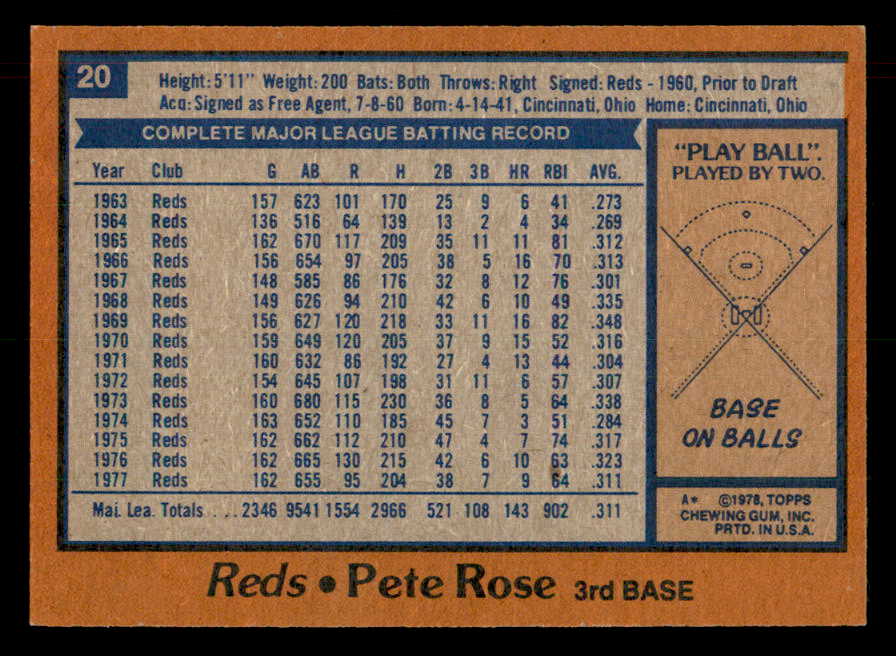 20
Height: 5'11" Weight: 200 Bats: Both Throws: Right Signed: Reds - 1960, Prior to Draft
Acq: Signed as Free Agent, 7-8-60 Born: 4-14-41, Cincinnati, Ohio Home: Cincinnati, Ohio
COMPLETE MAJOR LEAGUE BATTING RECORD
Year Club G AB R H 2B 3B HR RBI AVG.
1963 Reds 157 623 101 170 25 9 6 41 .273
1964 Reds 136 516 64 139 13 2 4 34 .269
1965 Reds 162 670 117 209 35 11 11 81 .312
1966 Reds 156 654 97 205 38 5 16 70 .313
1967 Reds 148 585 86 176 32 8 12 76 .301
1968 Reds 149 626 94 210 42 6 10 49 .335
1969 Reds 156 627 120 218 33 11 16 82 .348
1970 Reds 159 649 120 205 37 9 15 52 .316
1971 Reds 160 632 86 192 27 4 13 44 .304
1972 Reds 154 645 107 198 31 11 6 57 .307
1973 Reds 160 680 115 230 36 8 5 64 .338
1974 Reds 163 652 110 185 45 7 3 51 .284
1975 Reds 162 662 112 210 47 4 7 74 .317
1976 Reds 162 665 130 215 42 6 10 63 .323
1977 Reds 162 655 95 204 38 7 9 64 .311
Maj. Lea. Totals . . . 2346 9541 1554 2966 521 108 143 902 .311
"PLAY BALL".
PLAYED BY TWO.
BASE
ON BALLS
A* ©1978, TOPPS
CHEWING GUM, INC.
PRTD. IN U.S.A.
Reds • Pete Rose 3rd BASE